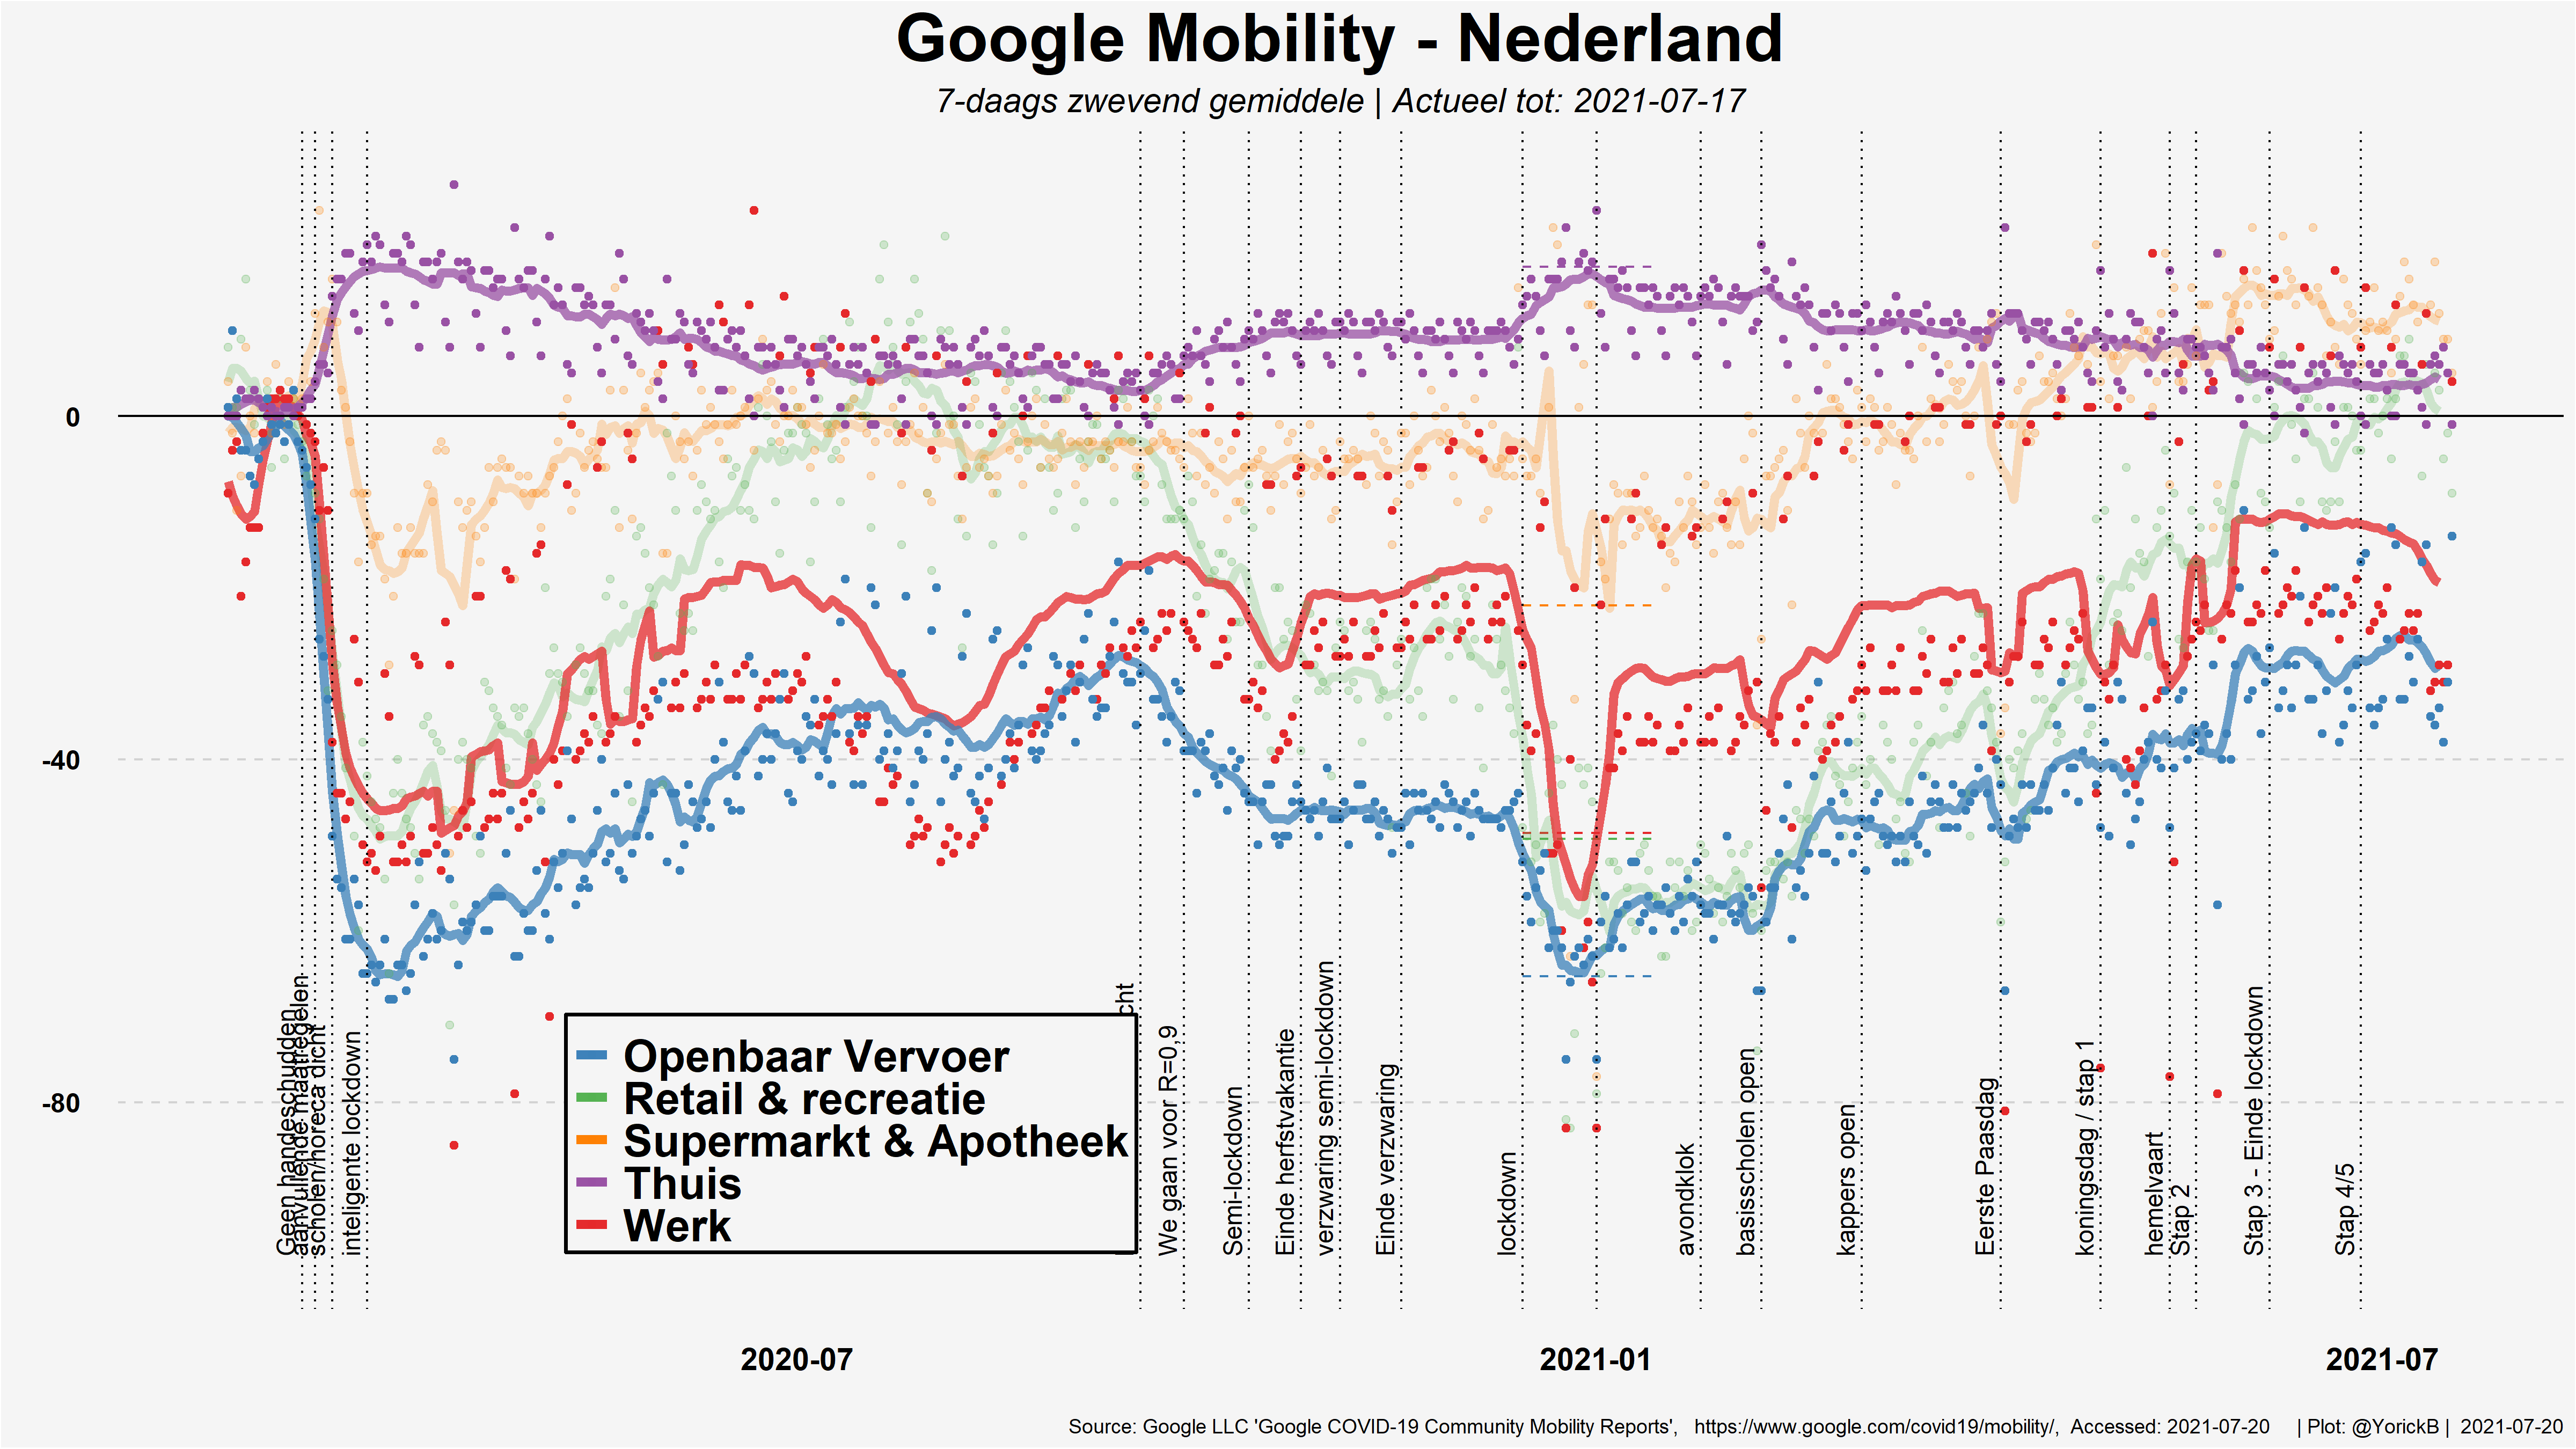 Google Mobility - Nederland
7-daags zwevend gemiddele | Actueel tot: 2021-07-17
0
-40
-80
Geen handeschudden
aanvullende maatregelen
scholen/horeca dicht
inteligente lockdown
cht
We gaan voor R=0,9
Semi-lockdown
Einde herfstvakantie
verzwaring semi-lockdown
Einde verzwaring
lockdown
avondklok
basisscholen open
kappers open
Eerste Paasdag
koningsdag / stap 1
hemelvaart
Stap 2
Stap 3 - Einde lockdown
Stap 4/5
Openbaar Vervoer
Retail & recreatie
Supermarkt & Apotheek
Thuis
Werk
2020-07
2021-01
2021-07
Source: Google LLC 'Google COVID-19 Community Mobility Reports', https://www.google.com/covid19/mobility/, Accessed: 2021-07-20 | Plot: @YorickB | 2021-07-20